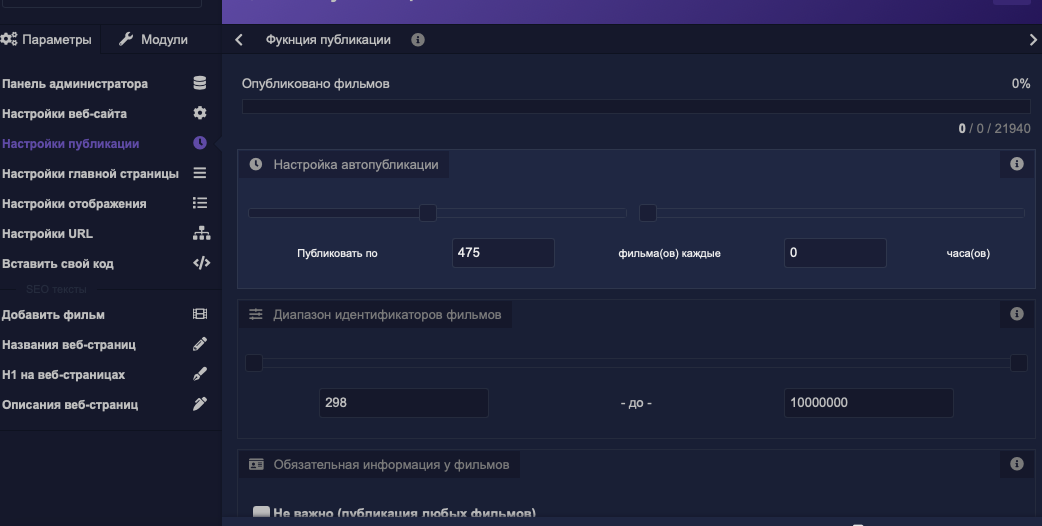 Параметры
Модули
Функция публикации
Панель администратора
Настройки веб-сайта
Настройки публикации
Настройки главной страницы
Настройки отображения
Настройки URL
Вставить свой код
SEO тексты
Добавить фильм
Названия веб-страниц
H1 на веб-страницах
Описания веб-страниц
Опубликовано фильмов 0%
0 / 0 / 21940
Настройка автопубликации
Публиковать по 475 фильма(ов) каждые 0 часа(ов)
Диапазон идентификаторов фильмов
298 - до - 10000000
Обязательная информация у фильмов
Не важно (публикация любых фильмов)